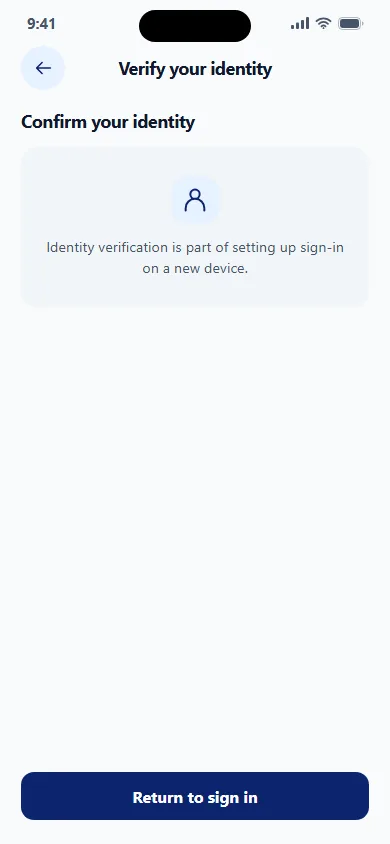 9:41
Verify your identity
Confirm your identity
Identity verification is part of setting up sign-in
on a new device.
Return to sign in